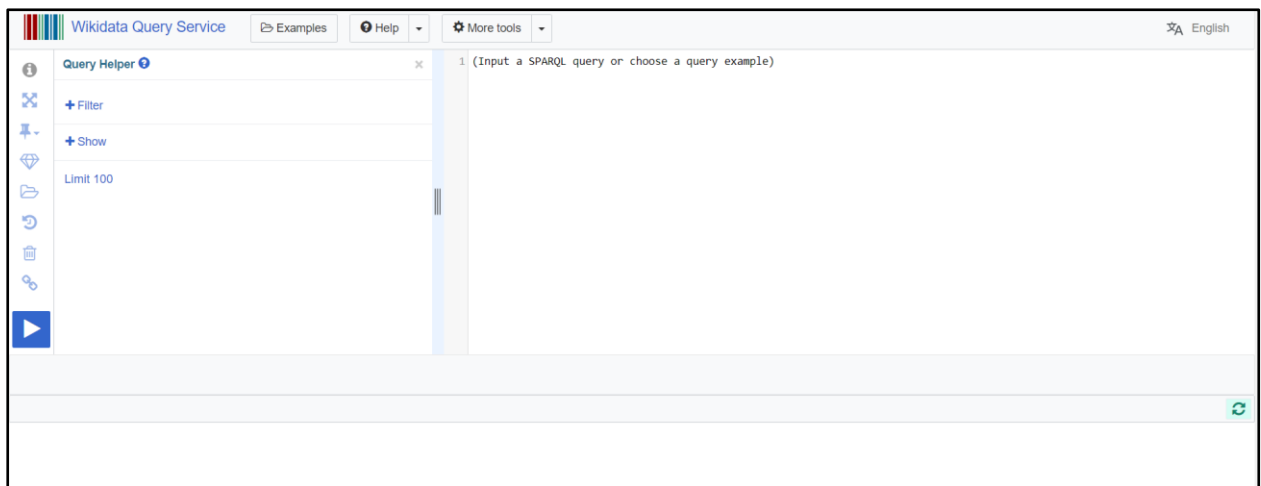 Wikidata Query Service Examples Help More tools English
Query Helper
+ Filter
+ Show
Limit 100
1 (Input a SPARQL query or choose a query example)